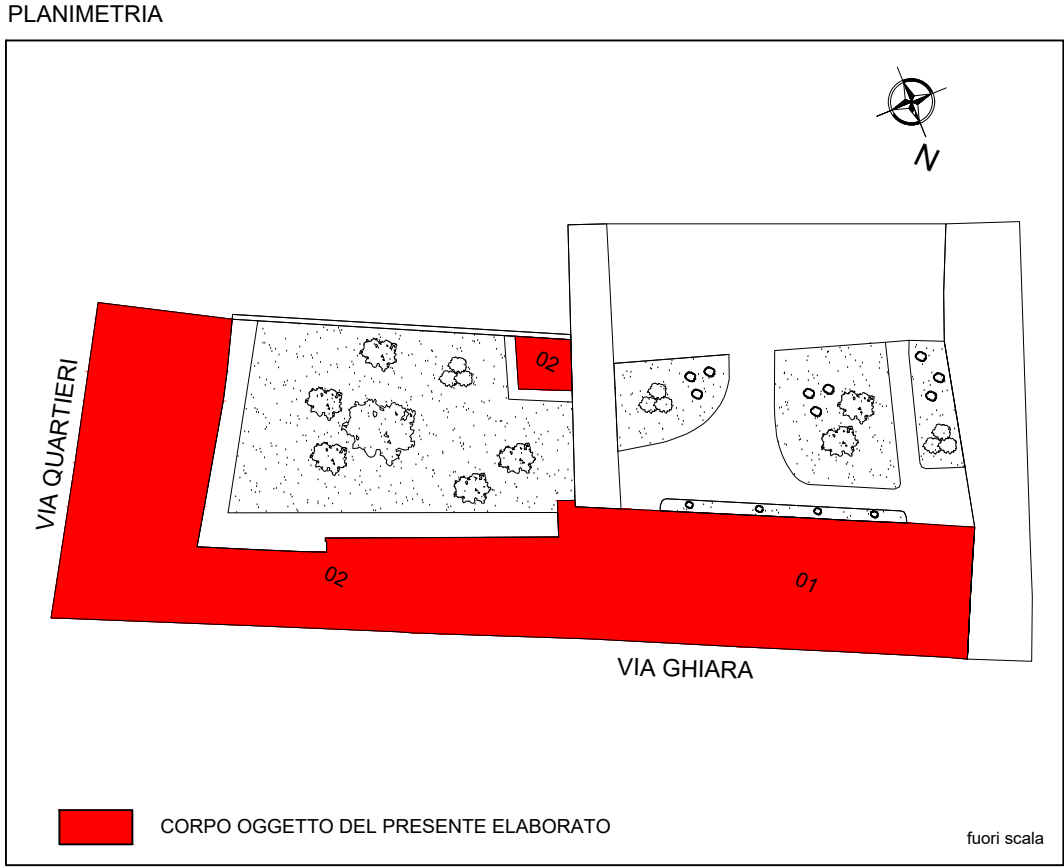 PLANIMETRIA
N
VIA QUARTIERI
02
02
01
VIA GHIARA
CORPO OGGETTO DEL PRESENTE ELABORATO
fuori scala